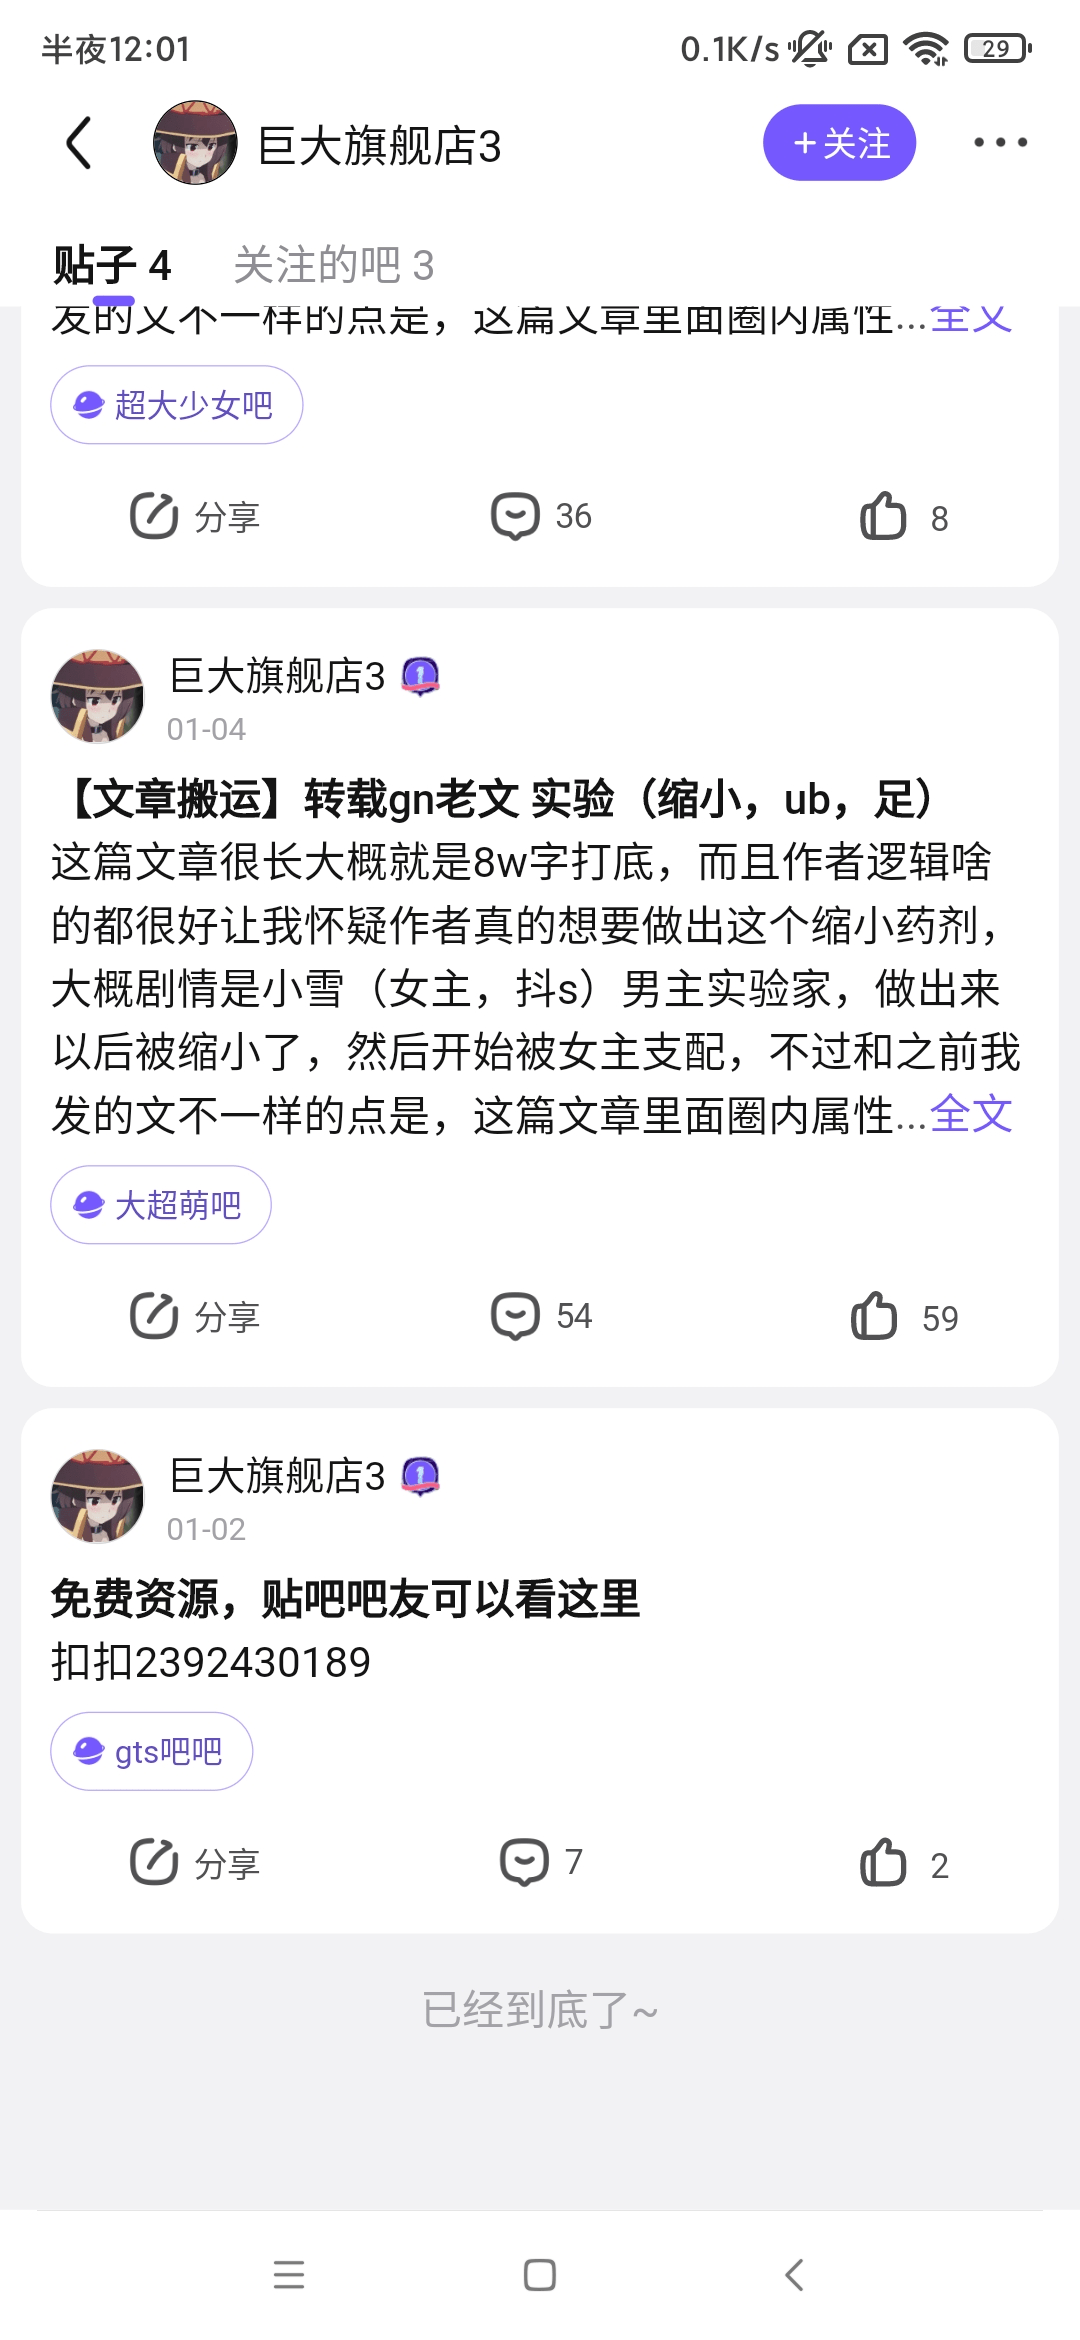 半夜12:01
0.1K/s
29
巨大旗舰店3
+关注
贴子 4
关注的吧 3
发的文不一样的点是，这篇文章里面圈内属性...全文
超大少女吧
分享
36
8
巨大旗舰店3
1
01-04
【文章搬运】转载gn老文 实验（缩小，ub，足）
这篇文章很长大概就是8w字打底，而且作者逻辑啥
的都很好让我怀疑作者真的想要做出这个缩小药剂，
大概剧情是小雪（女主，抖s）男主实验家，做出来
以后被缩小了，然后开始被女主支配，不过和之前我
发的文不一样的点是，这篇文章里面圈内属性...全文
大超萌吧
分享
54
59
巨大旗舰店3
1
01-02
免费资源，贴吧吧友可以看这里
扣扣2392430189
gts吧吧
分享
7
2
已经到底了~